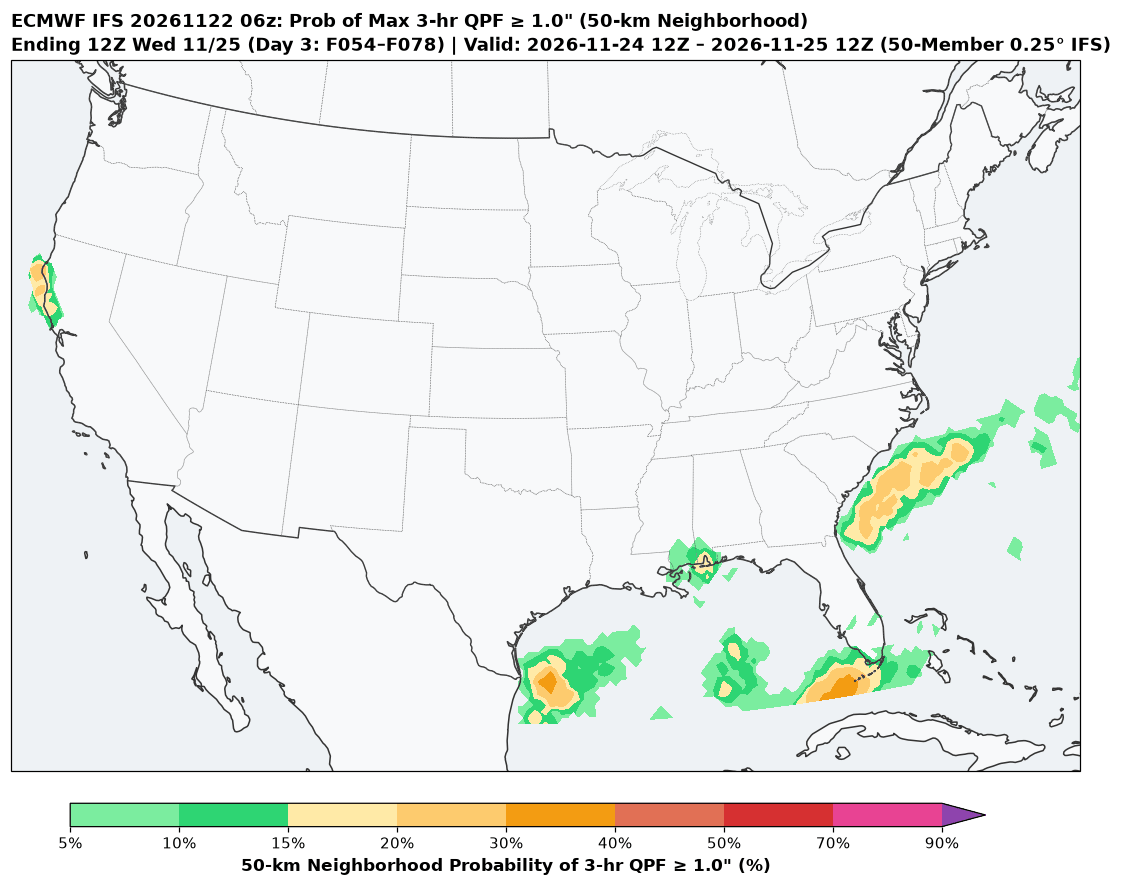 ECMWF IFS 20261122 06z: Prob of Max 3-hr QPF ≥ 1.0" (50-km Neighborhood)
Ending 12Z Wed 11/25 (Day 3: F054–F078) | Valid: 2026-11-24 12Z – 2026-11-25 12Z (50-Member 0.25° IFS)
5% 10% 15% 20% 30% 40% 50% 70% 90%
50-km Neighborhood Probability of 3-hr QPF ≥ 1.0" (%)